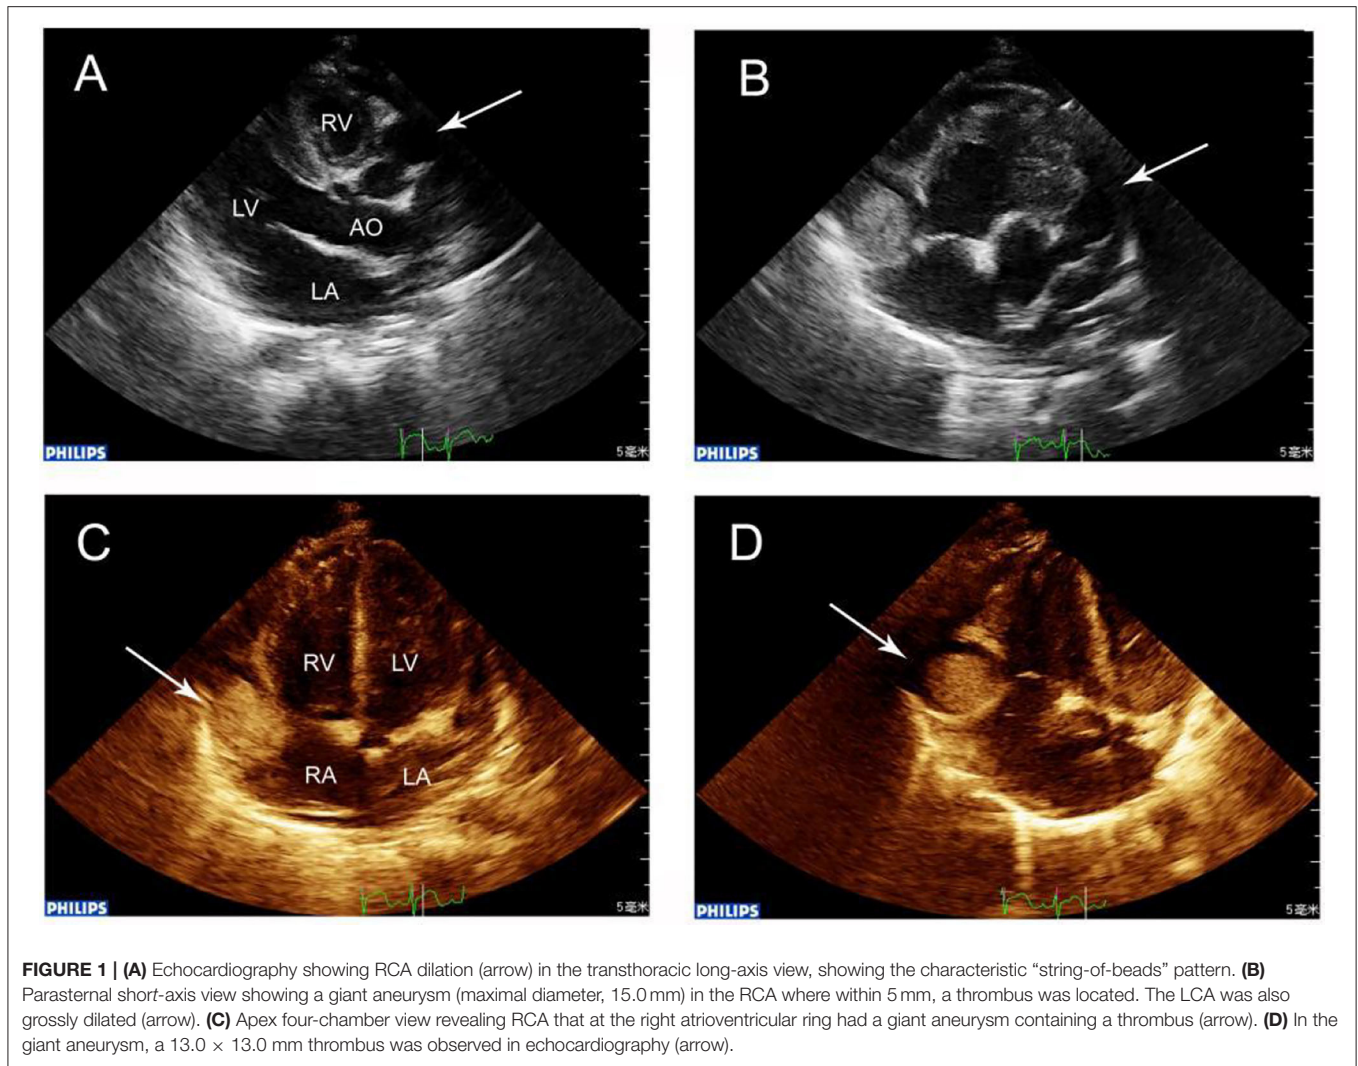 A
RV
LV
AO
LA
PHILIPS
5毫米
B
PHILIPS
5毫米
C
RV
LV
RA
LA
PHILIPS
5毫米
D
PHILIPS
5毫米
FIGURE 1 | (A) Echocardiography showing RCA dilation (arrow) in the transthoracic long-axis view, showing the characteristic “string-of-beads” pattern. (B)
Parasternal short-axis view showing a giant aneurysm (maximal diameter, 15.0 mm) in the RCA where within 5 mm, a thrombus was located. The LCA was also
grossly dilated (arrow). (C) Apex four-chamber view revealing RCA that at the right atrioventricular ring had a giant aneurysm containing a thrombus (arrow). (D) In the
giant aneurysm, a 13.0 × 13.0 mm thrombus was observed in echocardiography (arrow).